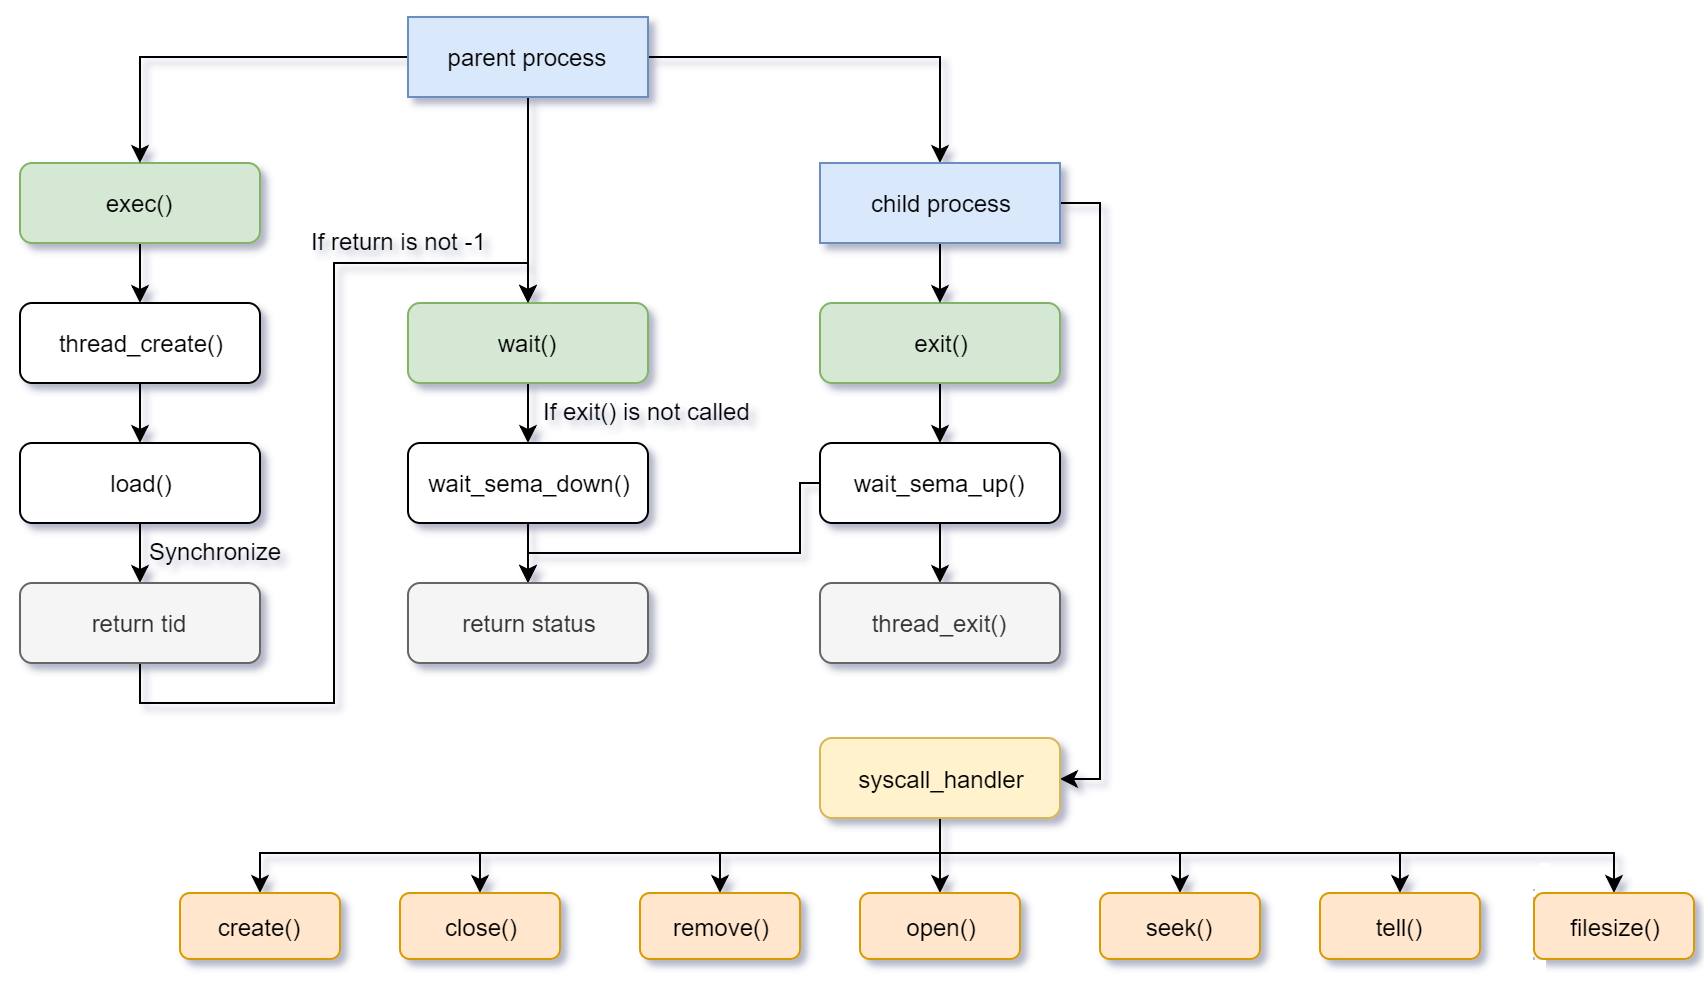 parent process
exec()
child process
If return is not -1
thread_create()
wait()
exit()
If exit() is not called
load()
wait_sema_down()
wait_sema_up()
Synchronize
return tid
return status
thread_exit()
syscall_handler
create()
close()
remove()
open()
seek()
tell()
filesize()